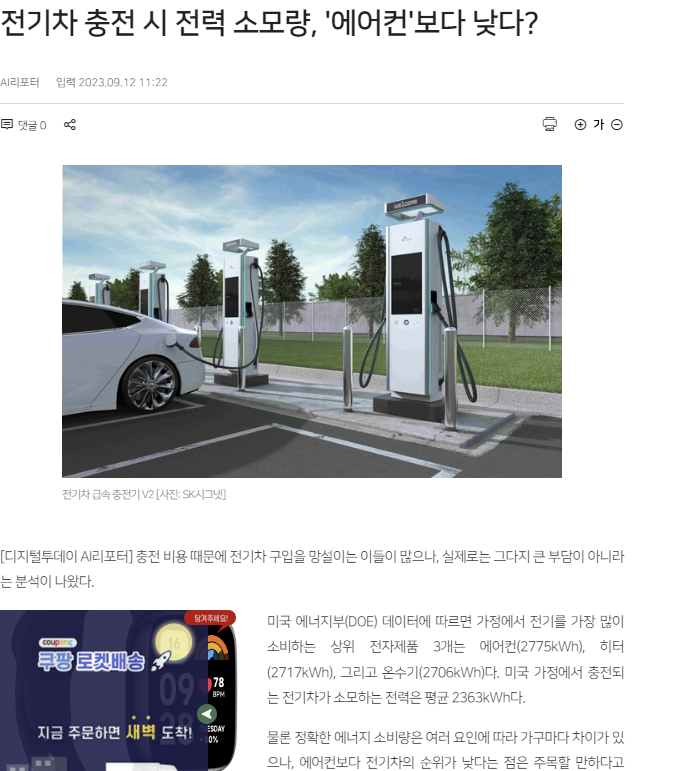 전기차 충전 시 전력 소모량, '에어컨'보다 낮다?
AI리포터 입력 2023.09.12 11:22
댓글 0
가
전기차 급속 충전기 V2 [사진: SK시그넷]
[디지털투데이 AI리포터] 충전 비용 때문에 전기차 구입을 망설이는 이들이 많으나, 실제로는 그다지 큰 부담이 아니라
는 분석이 나왔다.
당겨주세요!
coupang
쿠팡 로켓배송
16
09
28
78
BPM
지금 주문하면 새벽 도착!
미국 에너지부(DOE) 데이터에 따르면 가정에서 전기를 가장 많이
소비하는 상위 전자제품 3개는 에어컨(2775kWh), 히터
(2717kWh), 그리고 온수기(2706kWh)다. 미국 가정에서 충전되
는 전기차가 소모하는 전력은 평균 2363kWh다.
물론 정확한 에너지 소비량은 여러 요인에 따라 가구마다 차이가 있
으나, 에어컨보다 전기차의 순위가 낮다는 점은 주목할 만하다고